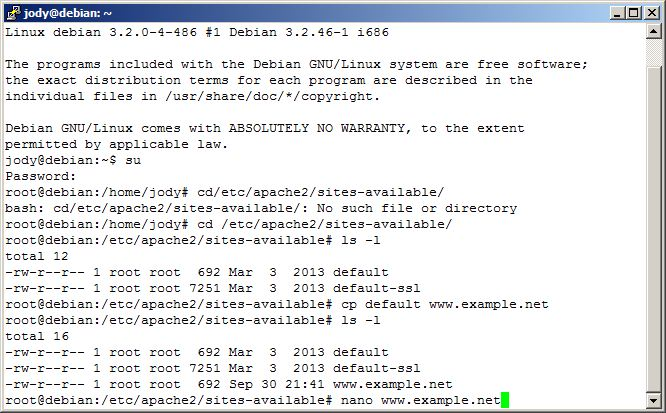 jody@debian: ~
Linux debian 3.2.0-4-486 #1 Debian 3.2.46-1 i686

The programs included with the Debian GNU/Linux system are free software;
the exact distribution terms for each program are described in the
individual files in /usr/share/doc/*/copyright.

Debian GNU/Linux comes with ABSOLUTELY NO WARRANTY, to the extent
permitted by applicable law.
jody@debian:~$ su
Password:
root@debian:/home/jody# cd/etc/apache2/sites-available/
bash: cd/etc/apache2/sites-available/: No such file or directory
root@debian:/home/jody# cd /etc/apache2/sites-available/
root@debian:/etc/apache2/sites-available# ls -l
total 12
-rw-r--r-- 1 root root  692 Mar  3  2013 default
-rw-r--r-- 1 root root 7251 Mar  3  2013 default-ssl
root@debian:/etc/apache2/sites-available# cp default www.example.net
root@debian:/etc/apache2/sites-available# ls -l
total 16
-rw-r--r-- 1 root root  692 Mar  3  2013 default
-rw-r--r-- 1 root root 7251 Mar  3  2013 default-ssl
-rw-r--r-- 1 root root  692 Sep 30 21:41 www.example.net
root@debian:/etc/apache2/sites-available# nano www.example.net